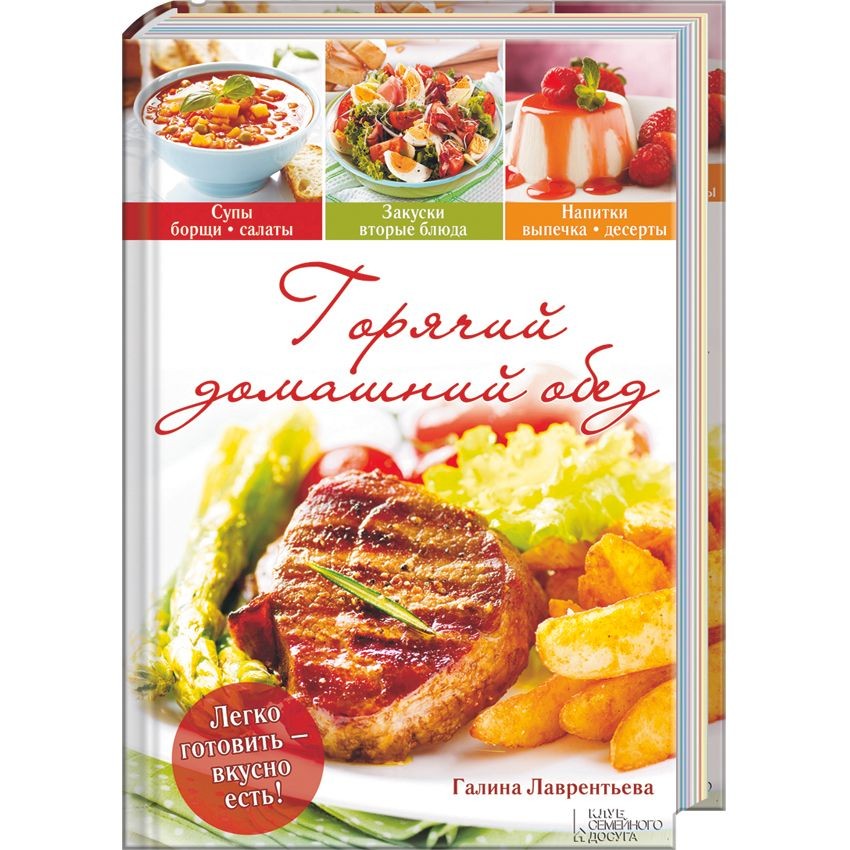 Супы
борщи • салаты
Закуски
вторые блюда
Напитки
выпечка • десерты
Горячий
домашний обед
Легко
готовить –
вкусно
есть!
Галина Лаврентьева
КЛУБ
СЕМЕЙНОГО
ДОСУГА